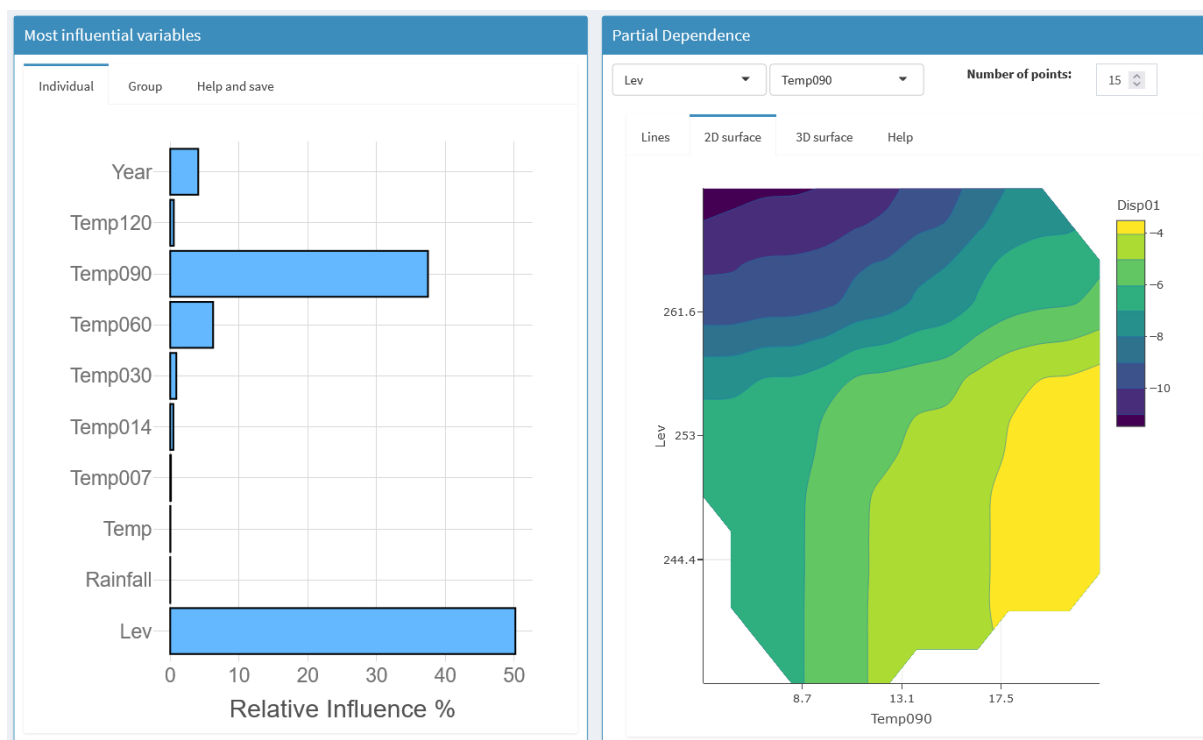 Most influential variables
Individual Group Help and save
Year
Temp120
Temp090
Temp060
Temp030
Temp014
Temp007
Temp
Rainfall
Lev
0 10 20 30 40 50
Relative Influence %
Partial Dependence
Lev Temp090 Number of points: 15
Lines 2D surface 3D surface Help
Disp01
−4
−6
−8
−10
261.6
253
244.4
Lev
8.7 13.1 17.5
Temp090